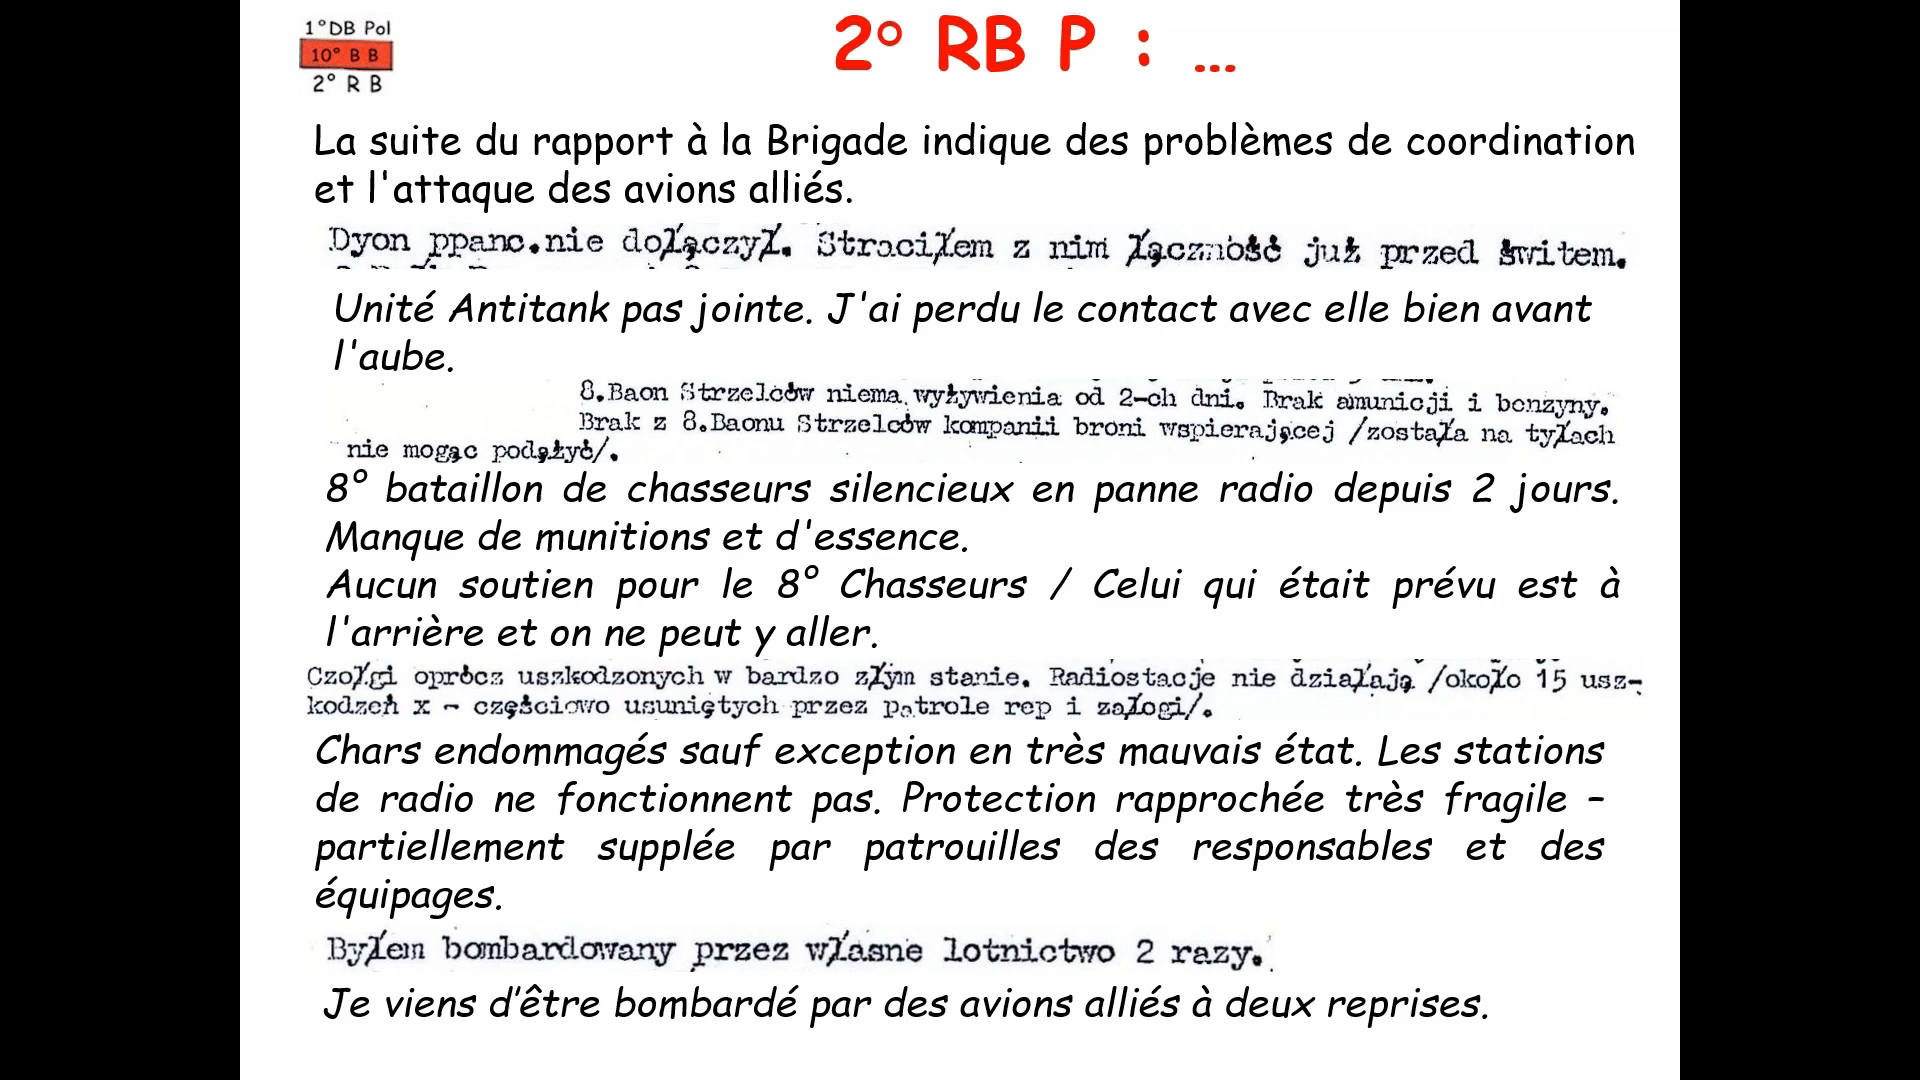 1°DB Pol
10° B B
2° R B
2° RB P : ...
La suite du rapport à la Brigade indique des problèmes de coordination
et l'attaque des avions alliés.
Dyon ppanc.nie dołączył. Straciłem z nim łączność już przed świtem.
Unité Antitank pas jointe. J'ai perdu le contact avec elle bien avant
l'aube.
8.Baon Strzelców niema wyżywienia od 2-ch dni. Brak amunicji i benzyny.
Brak z 8.Baonu Strzelców kompanii broni wspierającej /została na tyłach
nie mogąc podążyć/.
8° bataillon de chasseurs silencieux en panne radio depuis 2 jours.
Manque de munitions et d'essence.
Aucun soutien pour le 8° Chasseurs / Celui qui était prévu est à
l'arrière et on ne peut y aller.
Czołgi oprócz uszkodzonych w bardzo złym stanie. Radiostacje nie działają /około 15 usz-
kodzeń x - częściowo usuniętych przez patrole rep i załogi/.
Chars endommagés sauf exception en très mauvais état. Les stations
de radio ne fonctionnent pas. Protection rapprochée très fragile –
partiellement supplée par patrouilles des responsables et des
équipages.
Byłem bombardowany przez własne lotnictwo 2 razy.
Je viens d’être bombardé par des avions alliés à deux reprises.